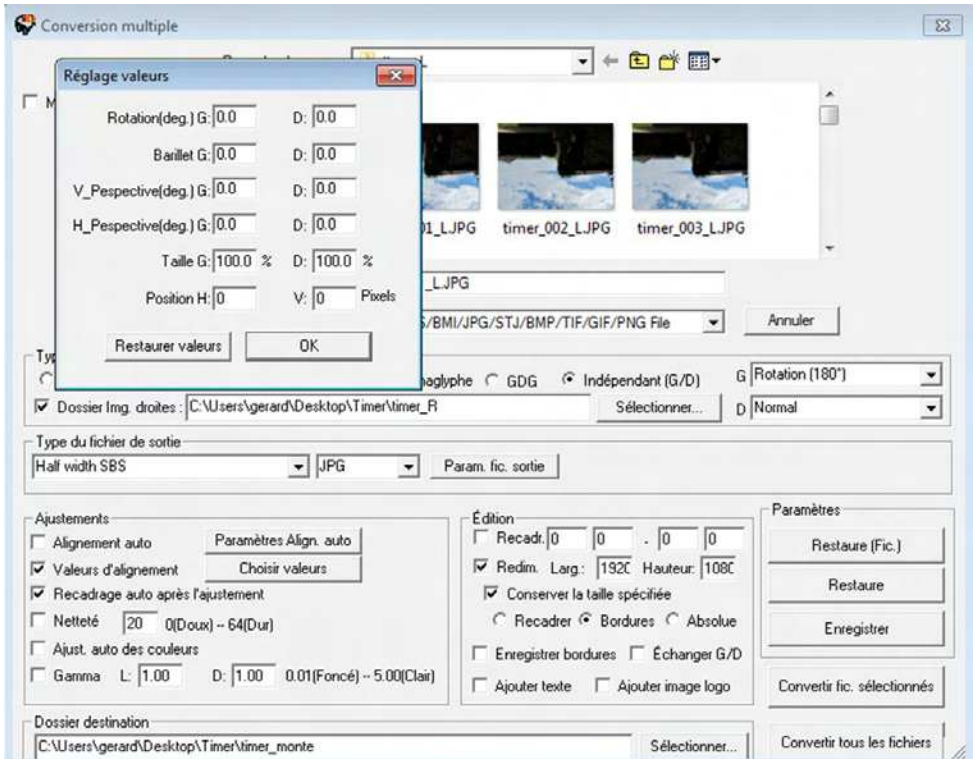 Conversion multiple
Réglage valeurs
Rotation(deg.) G: 0.0 D: 0.0
Barillet G: 0.0 D: 0.0
V_Pespective(deg.) G: 0.0 D: 0.0
H_Pespective(deg.) G: 0.0 D: 0.0
Taille G: 100.0 % D: 100.0 %
Position H: 0 V: 0 Pixels
Restaurer valeurs OK
M
01_L.JPG timer_002_L.JPG timer_003_L.JPG
_L.JPG
/BMI/JPG/STJ/BMP/TIF/GIF/PNG File Annuler
GDG Indépendant (G/D) G Rotation (180°)
Dossier Img. droites : C:\Users\gerard\Desktop\Timer\timer_R Sélectionner... D Normal
Type du fichier de sortie
Half width SBS JPG Param. fic. sortie
Ajustements
Alignement auto Paramètres Align. auto
Valeurs d'alignement Choisir valeurs
Recadrage auto après l'ajustement
Netteté 20 0(Doux) -- 64(Dur)
Ajust. auto des couleurs
Gamma L: 1.00 D: 1.00 0.01(Foncé) -- 5.00(Clair)
Édition
Recadr. 0 0 . 0 0
Redim. Larg.: 192 Hauteur: 108
Conserver la taille spécifiée
Recadrer Bordures Absolue
Enregistrer bordures Échanger G/D
Ajouter texte Ajouter image logo
Paramètres
Restaure (Fic.)
Restaure
Enregistrer
Convertir fic. sélectionnés
Dossier destination
C:\Users\gerard\Desktop\Timer\timer_monte Sélectionner... Convertir tous les fichiers